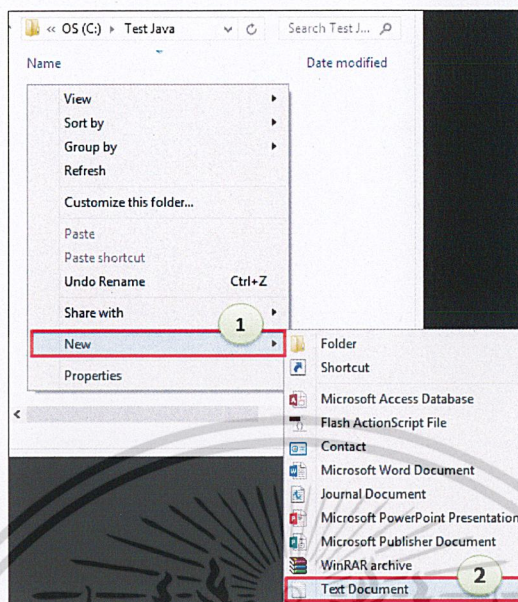 « OS (C:) ▸ Test Java
Search Test J...
Name
Date modified
View
Sort by
Group by
Refresh
Customize this folder...
Paste
Paste shortcut
Undo Rename Ctrl+Z
Share with
1
New
Properties
Folder
Shortcut
Microsoft Access Database
Flash ActionScript File
Contact
Microsoft Word Document
Journal Document
Microsoft PowerPoint Presentation
Microsoft Publisher Document
WinRAR archive
2
Text Document